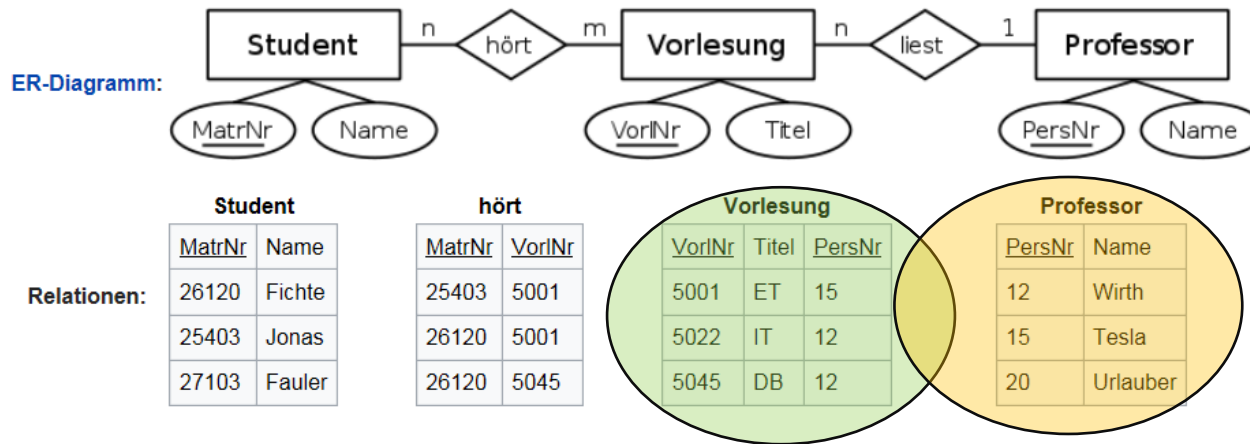 Student n hört m Vorlesung n liest 1 Professor
ER-Diagramm:
MatrNr Name VorlNr Titel PersNr Name
Student hört Vorlesung Professor
MatrNr Name MatrNr VorlNr VorlNr Titel PersNr PersNr Name
Relationen:
26120 Fichte 25403 5001 5001 ET 15 12 Wirth
25403 Jonas 26120 5001 5022 IT 12 15 Tesla
27103 Fauler 26120 5045 5045 DB 12 20 Urlauber